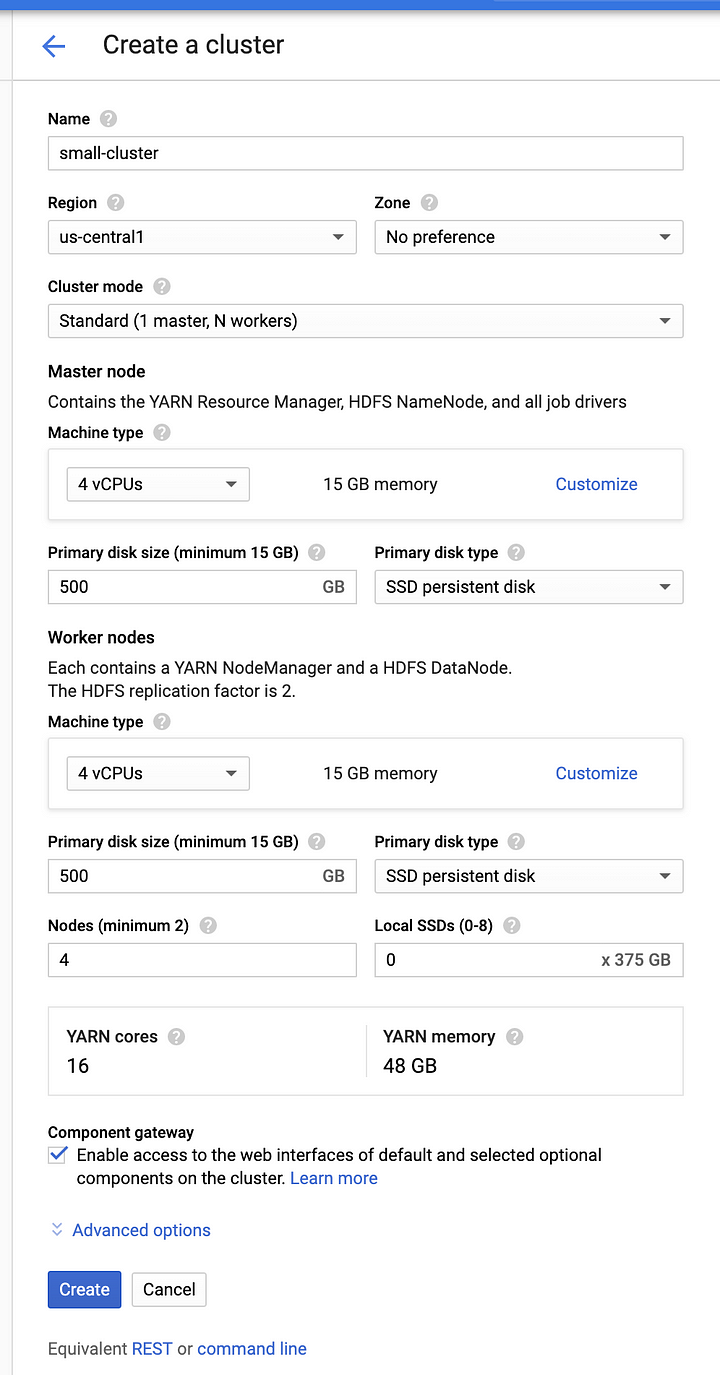 Create a cluster
Name
small-cluster
Region Zone
us-central1 No preference
Cluster mode
Standard (1 master, N workers)
Master node
Contains the YARN Resource Manager, HDFS NameNode, and all job drivers
Machine type
4 vCPUs 15 GB memory Customize
Primary disk size (minimum 15 GB) Primary disk type
500 GB SSD persistent disk
Worker nodes
Each contains a YARN NodeManager and a HDFS DataNode.
The HDFS replication factor is 2.
Machine type
4 vCPUs 15 GB memory Customize
Primary disk size (minimum 15 GB) Primary disk type
500 GB SSD persistent disk
Nodes (minimum 2) Local SSDs (0-8)
4 0 x 375 GB
YARN cores YARN memory
16 48 GB
Component gateway
Enable access to the web interfaces of default and selected optional
components on the cluster. Learn more
Advanced options
Create Cancel
Equivalent REST or command line